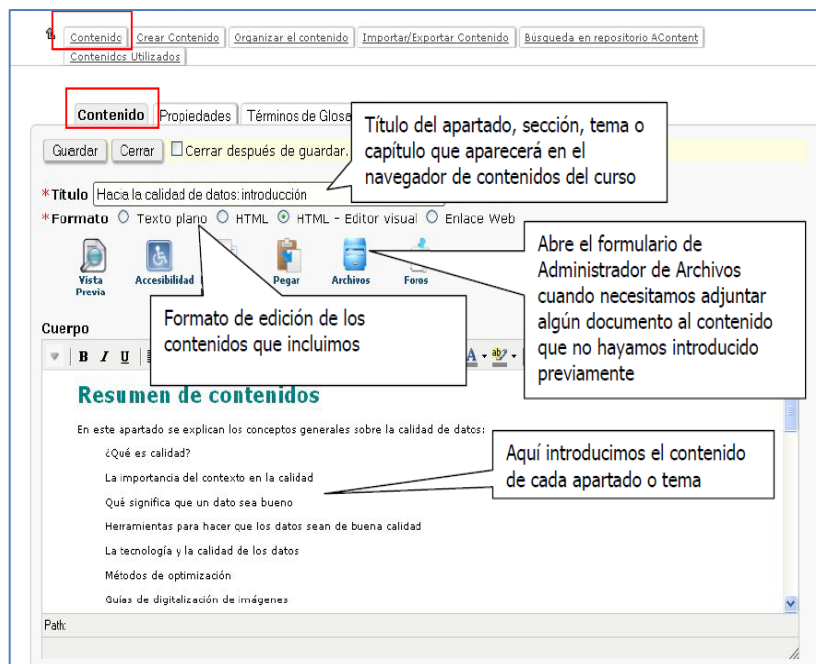 Contenido Crear Contenido Organizar el contenido Importar/Exportar Contenido Búsqueda en repositorio AContent
Contenidos Utilizados
Contenido Propiedades Términos de Glosa
Título del apartado, sección, tema o
capítulo que aparecerá en el
navegador de contenidos del curso
Guardar Cerrar Cerrar después de guardar.
*Título Hacia la calidad de datos: introducción
*Formato Texto plano HTML HTML - Editor visual Enlace Web
Abre el formulario de
Administrador de Archivos
cuando necesitamos adjuntar
algún documento al contenido
que no hayamos introducido
previamente
Vista Previa
Accesibilidad
Pegar
Archivos
Foros
Formato de edición de los
contenidos que incluimos
Cuerpo
B I U A ab
Resumen de contenidos
En este apartado se explican los conceptos generales sobre la calidad de datos:
¿Qué es calidad?
La importancia del contexto en la calidad
Qué significa que un dato sea bueno
Herramientas para hacer que los datos sean de buena calidad
La tecnología y la calidad de los datos
Métodos de optimización
Guías de digitalización de imágenes
Aquí introducimos el contenido
de cada apartado o tema
Path: